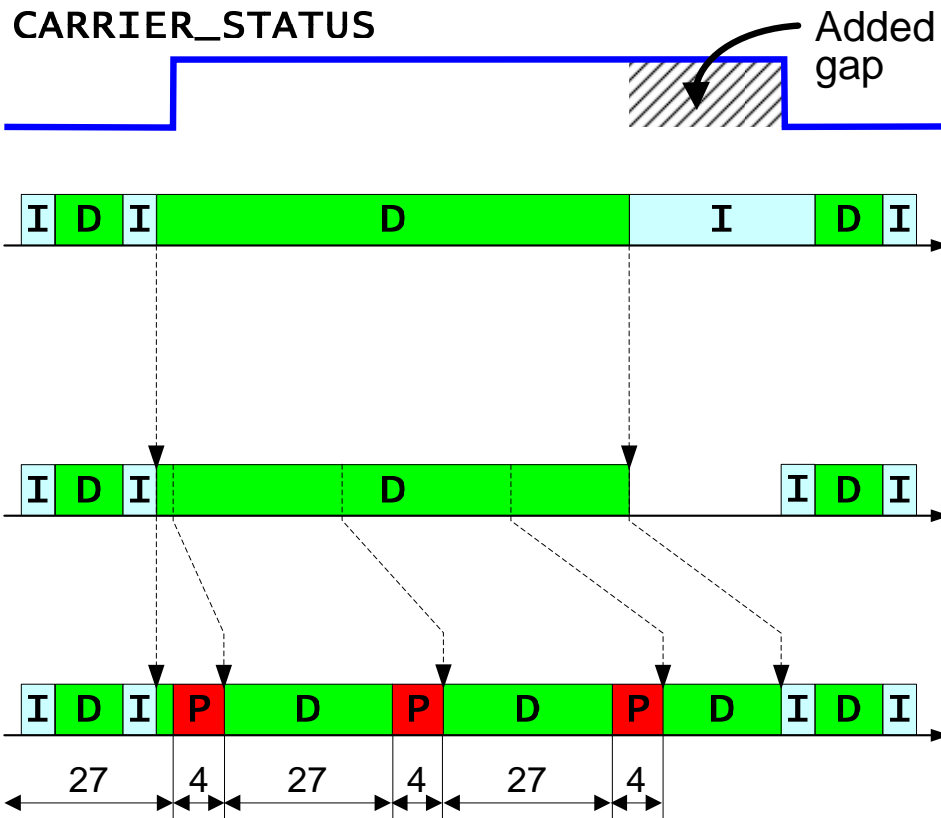 CARRIER_STATUS
Added
gap
I D I D I D I
I D I D I D I
I D I P D P D P D I D I
27 4 27 4 27 4